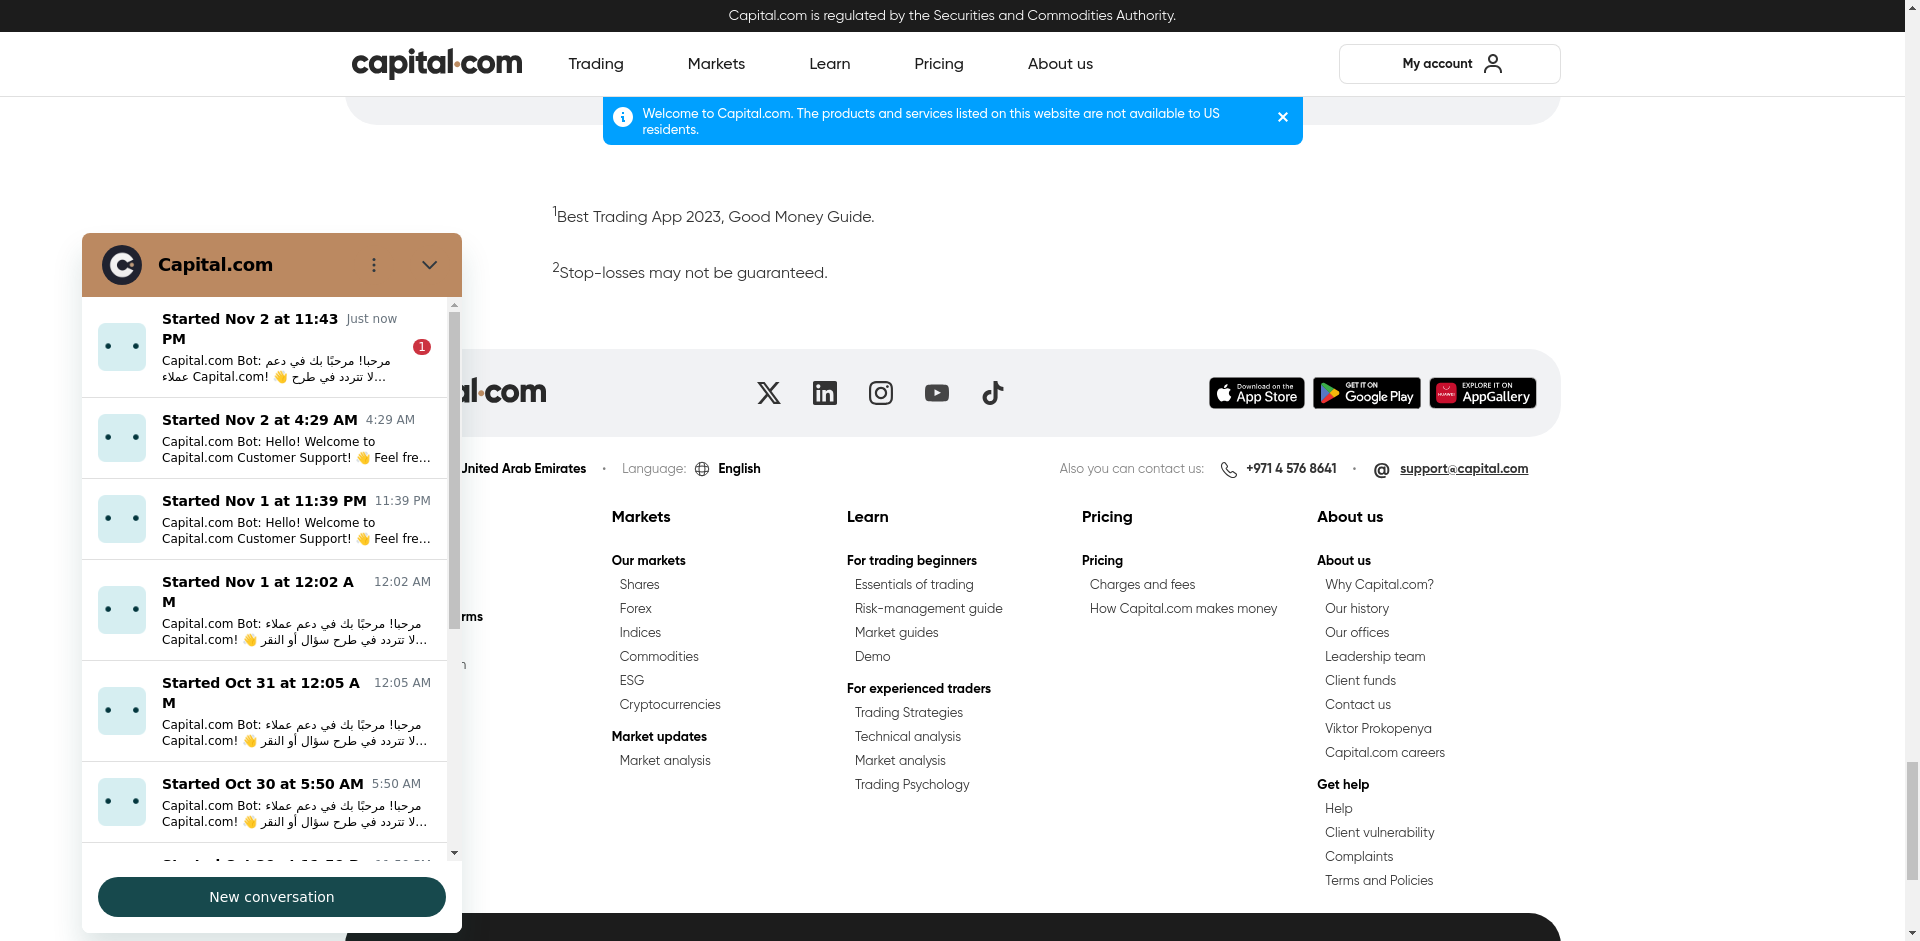 Capital.com is regulated by the Securities and Commodities Authority.
capital.com
Trading
Markets
Learn
Pricing
About us
My account
Welcome to Capital.com. The products and services listed on this website are not available to US
residents.
1Best Trading App 2023, Good Money Guide.
2Stop-losses may not be guaranteed.
Capital.com
Started Nov 2 at 11:43
PM
Just now
Capital.com Bot: مرحبا! مرحبًا بك في دعم
عملاء Capital.com! 👋 لا تتردد في طرح...
1
Started Nov 2 at 4:29 AM
4:29 AM
Capital.com Bot: Hello! Welcome to
Capital.com Customer Support! 👋 Feel fre...
Started Nov 1 at 11:39 PM
11:39 PM
Capital.com Bot: Hello! Welcome to
Capital.com Customer Support! 👋 Feel fre...
Started Nov 1 at 12:02 A
M
12:02 AM
Capital.com Bot: مرحبا! مرحبًا بك في دعم عملاء
Capital.com! 👋 لا تتردد في طرح سؤال أو النقر...
Started Oct 31 at 12:05 A
M
12:05 AM
Capital.com Bot: مرحبا! مرحبًا بك في دعم عملاء
Capital.com! 👋 لا تتردد في طرح سؤال أو النقر...
Started Oct 30 at 5:50 AM
5:50 AM
Capital.com Bot: مرحبا! مرحبًا بك في دعم عملاء
Capital.com! 👋 لا تتردد في طرح سؤال أو النقر...
New conversation
al.com
Download on the
App Store
GET IT ON
Google Play
HUAWEI
EXPLORE IT ON
AppGallery
United Arab Emirates
Language:
English
Also you can contact us:
+971 4 576 8641
support@capital.com
rms
Markets
Our markets
Shares
Forex
Indices
Commodities
ESG
Cryptocurrencies
Market updates
Market analysis
Learn
For trading beginners
Essentials of trading
Risk-management guide
Market guides
Demo
For experienced traders
Trading Strategies
Technical analysis
Market analysis
Trading Psychology
Pricing
Pricing
Charges and fees
How Capital.com makes money
About us
About us
Why Capital.com?
Our history
Our offices
Leadership team
Client funds
Contact us
Viktor Prokopenya
Capital.com careers
Get help
Help
Client vulnerability
Complaints
Terms and Policies